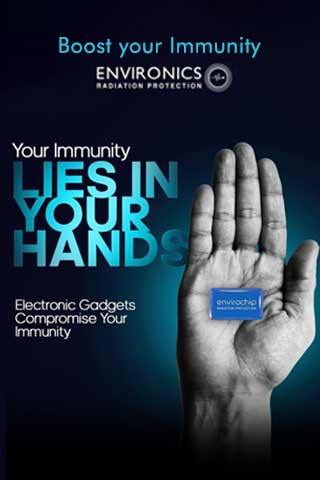 Boost your Immunity
ENVIRONICS
RADIATION PROTECTION
Your Immunity
LIES IN
YOUR
HANDS
Electronic Gadgets
Compromise Your
Immunity
envirochip
RADIATION PROTECTION